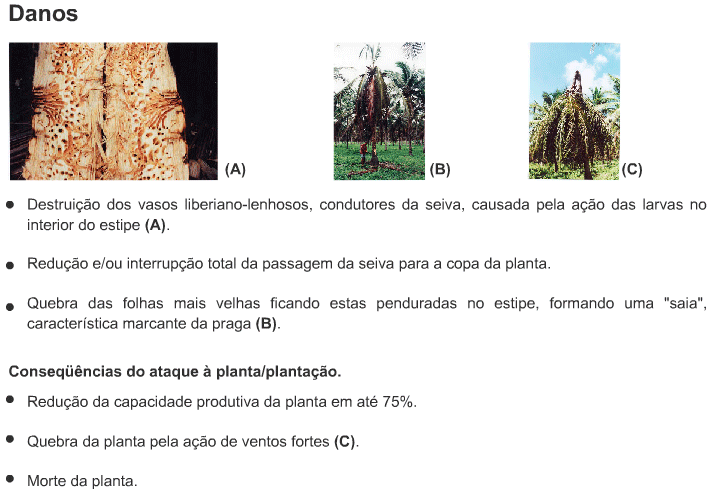 Danos
(A)
(B)
(C)
• Destruição dos vasos liberiano-lenhosos, condutores da seiva, causada pela ação das larvas no
interior do estipe (A).
• Redução e/ou interrupção total da passagem da seiva para a copa da planta.
• Quebra das folhas mais velhas ficando estas penduradas no estipe, formando uma "saia",
característica marcante da praga (B).
Conseqüências do ataque à planta/plantação.
• Redução da capacidade produtiva da planta em até 75%.
• Quebra da planta pela ação de ventos fortes (C).
• Morte da planta.